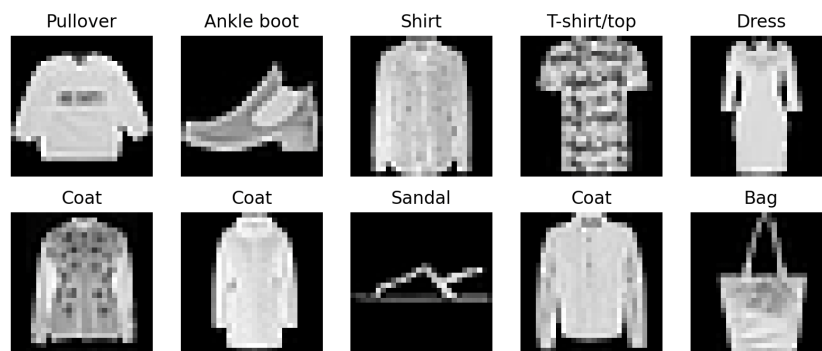 Pullover Ankle boot Shirt T-shirt/top Dress
Coat Coat Sandal Coat Bag